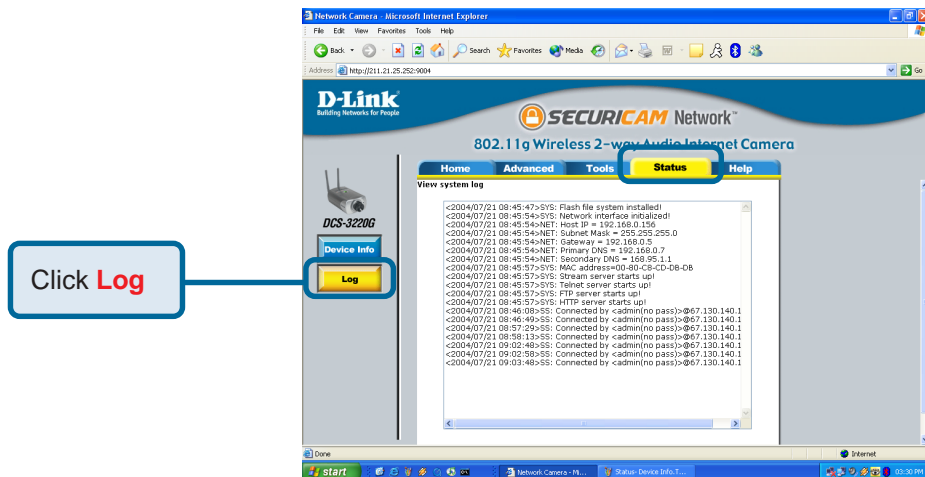 Network Camera - Microsoft Internet Explorer
File Edit View Favorites Tools Help
Back Search Favorites Media
Address http://211.21.25.252:9004 Go
D-Link
Building Networks for People
SECURICAM Network™
802.11g Wireless 2-way Audio Internet Camera
Home Advanced Tools Status Help
DCS-3220G
Device Info
Log
Click Log
View system log
<2004/07/21 08:45:47>SYS: Flash file system installed!
<2004/07/21 08:45:54>SYS: Network interface initialized!
<2004/07/21 08:45:54>NET: Host IP = 192.168.0.156
<2004/07/21 08:45:54>NET: Subnet Mask = 255.255.255.0
<2004/07/21 08:45:54>NET: Gateway = 192.168.0.5
<2004/07/21 08:45:54>NET: Primary DNS = 192.168.0.7
<2004/07/21 08:45:54>NET: Secondary DNS = 168.95.1.1
<2004/07/21 08:45:57>SYS: MAC address=00-80-C8-CD-DB-DB
<2004/07/21 08:45:57>SYS: Stream server starts up!
<2004/07/21 08:45:57>SYS: Telnet server starts up!
<2004/07/21 08:45:57>SYS: FTP server starts up!
<2004/07/21 08:45:57>SYS: HTTP server starts up!
<2004/07/21 08:46:08>SS: Connected by <admin(no pass)>@67.130.140.1
<2004/07/21 08:46:49>SS: Connected by <admin(no pass)>@67.130.140.1
<2004/07/21 08:57:29>SS: Connected by <admin(no pass)>@67.130.140.1
<2004/07/21 08:58:13>SS: Connected by <admin(no pass)>@67.130.140.1
<2004/07/21 09:02:48>SS: Connected by <admin(no pass)>@67.130.140.1
<2004/07/21 09:02:58>SS: Connected by <admin(no pass)>@67.130.140.1
<2004/07/21 09:03:48>SS: Connected by <admin(no pass)>@67.130.140.1
Done Internet
start Network Camera - Mi... Status- Device Info.T... 03:30 PM